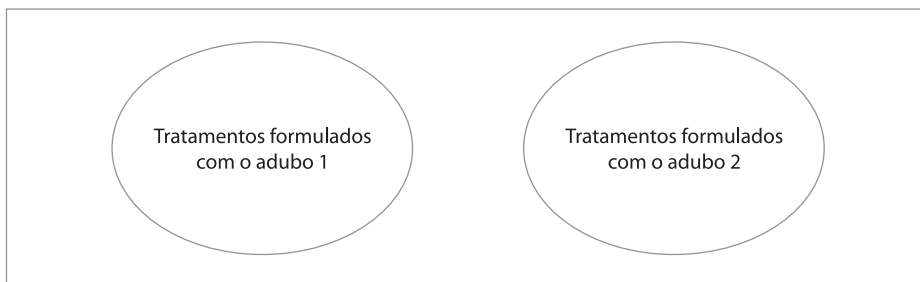 Tratamentos formulados
com o adubo 1
Tratamentos formulados
com o adubo 2